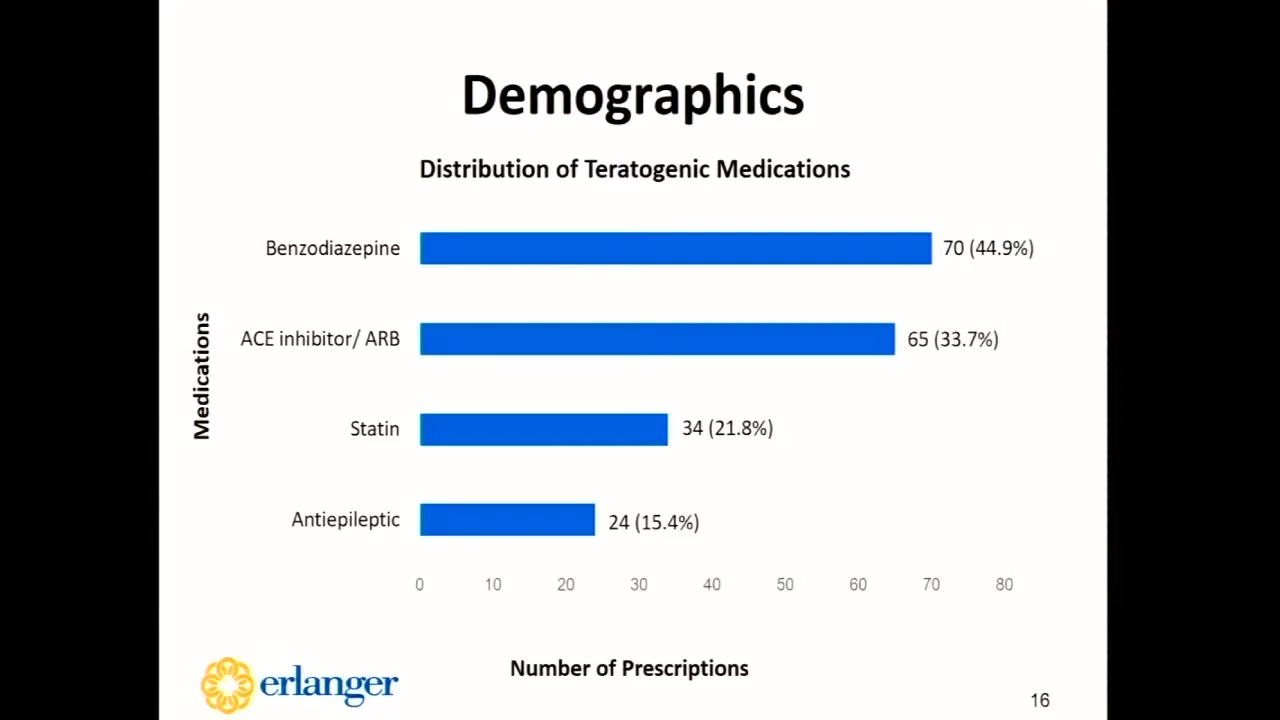 Demographics
Distribution of Teratogenic Medications
Medications
Benzodiazepine 70 (44.9%)
ACE inhibitor/ ARB 65 (33.7%)
Statin 34 (21.8%)
Antiepileptic 24 (15.4%)
0 10 20 30 40 50 60 70 80
Number of Prescriptions
erlanger
16